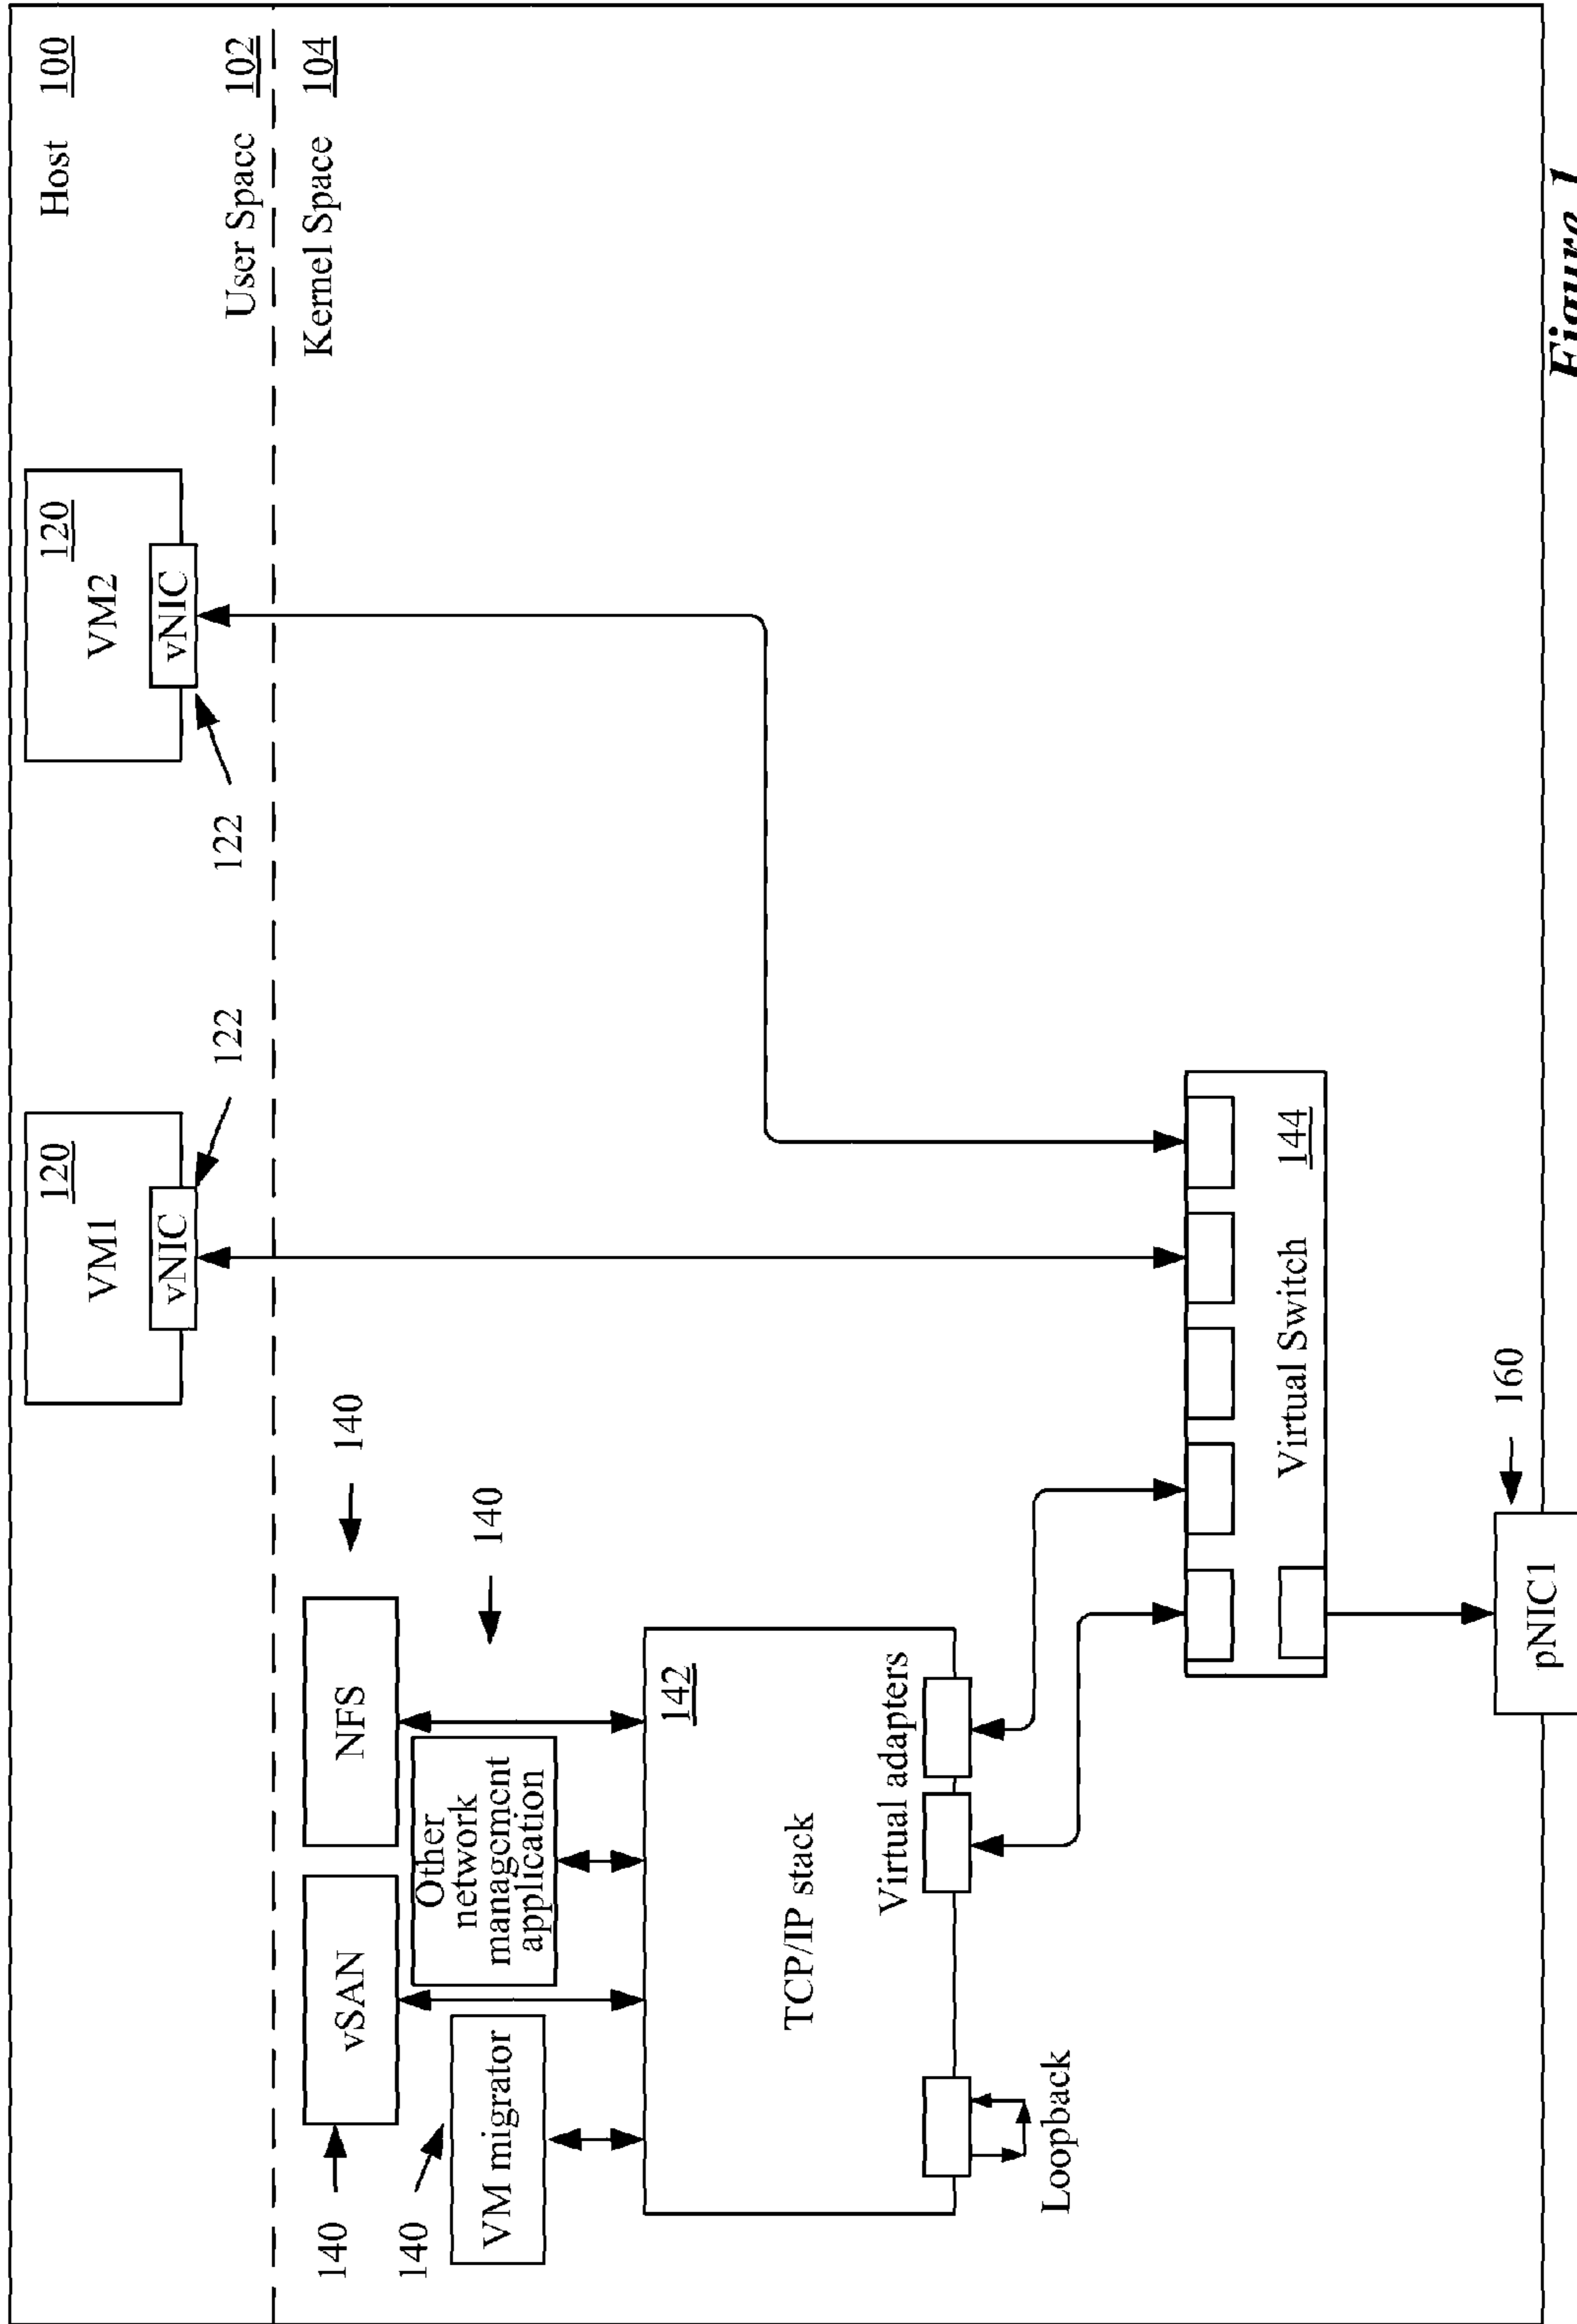 Host 100
120
VM1
vNIC
120
VM2
vNIC
122
122
User Space 102
Kernel Space 104
140
vSAN
NFS
140
140
VM migrator
Other
network
management
application
140
142
TCP/IP stack
Virtual adapters
Loopback
Virtual Switch 144
pNIC1
160
Figure 1